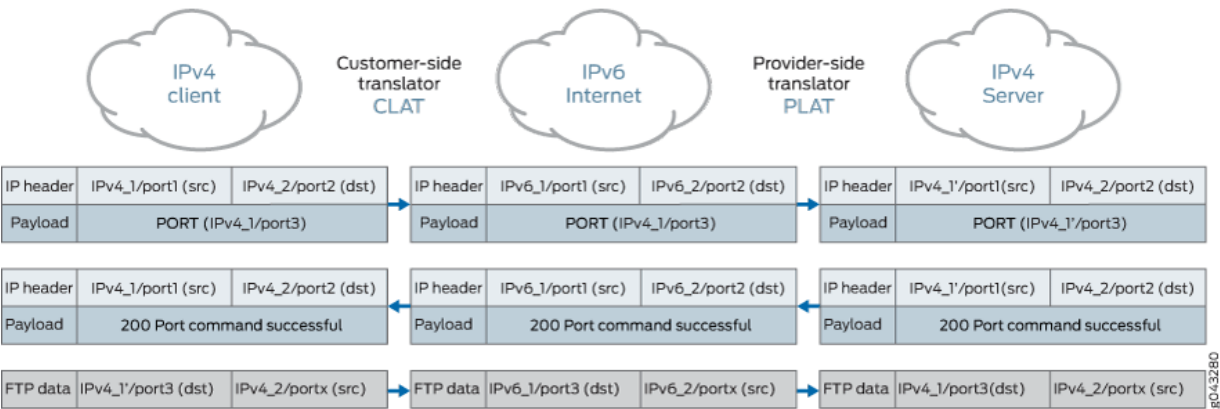 IPv4
client
Customer-side
translator
CLAT
IPv6
Internet
Provider-side
translator
PLAT
IPv4
Server
IP header IPv4_1/port1 (src) IPv4_2/port2 (dst) IP header IPv6_1/port1 (src) IPv6_2/port2 (dst) IP header IPv4_1'/port1(src) IPv4_2/port2 (dst)
Payload PORT (IPv4_1/port3) Payload PORT (IPv4_1/port3) Payload PORT (IPv4_1'/port3)
IP header IPv4_1/port1 (src) IPv4_2/port2 (dst) IP header IPv6_1/port1 (src) IPv6_2/port2 (dst) IP header IPv4_1'/port1(src) IPv4_2/port2 (dst)
Payload 200 Port command successful Payload 200 Port command successful Payload 200 Port command successful
FTP data IPv4_1'/port3 (dst) IPv4_2/portx (src) FTP data IPv6_1/port3 (dst) IPv6_2/portx (src) FTP data IPv4_1/port3(dst) IPv4_2/portx (src)
g043280